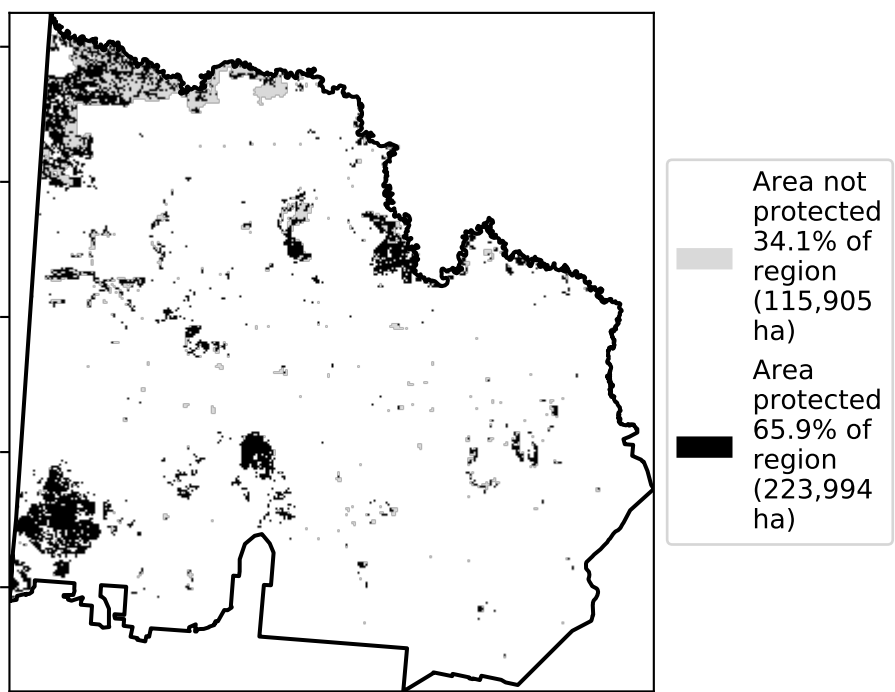 Area not
protected
34.1% of
region
(115,905
ha)
Area
protected
65.9% of
region
(223,994
ha)